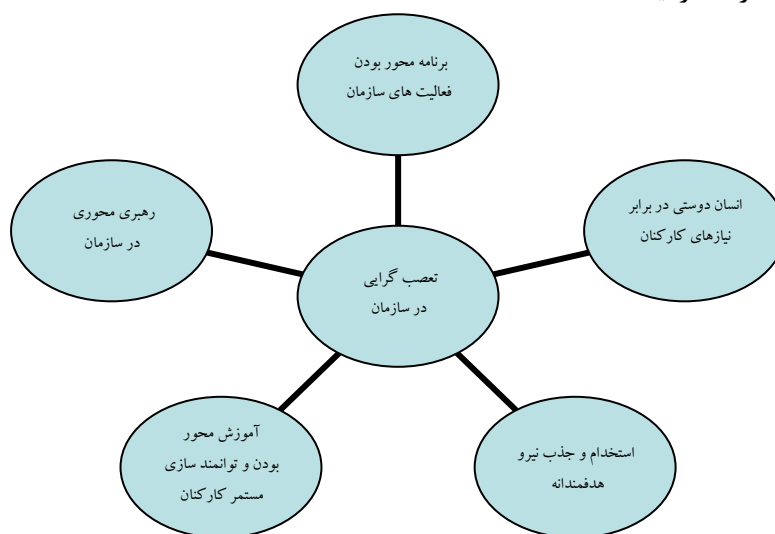 برنامه محور بودن
فعالیت های سازمان
انسان دوستی در برابر
نیازهای کارکنان
رهبری محوری
در سازمان
تعصب گرایی
در سازمان
آموزش محور
بودن و توانمند سازی
مستمر کارکنان
استخدام و جذب نیرو
هدفمندانه